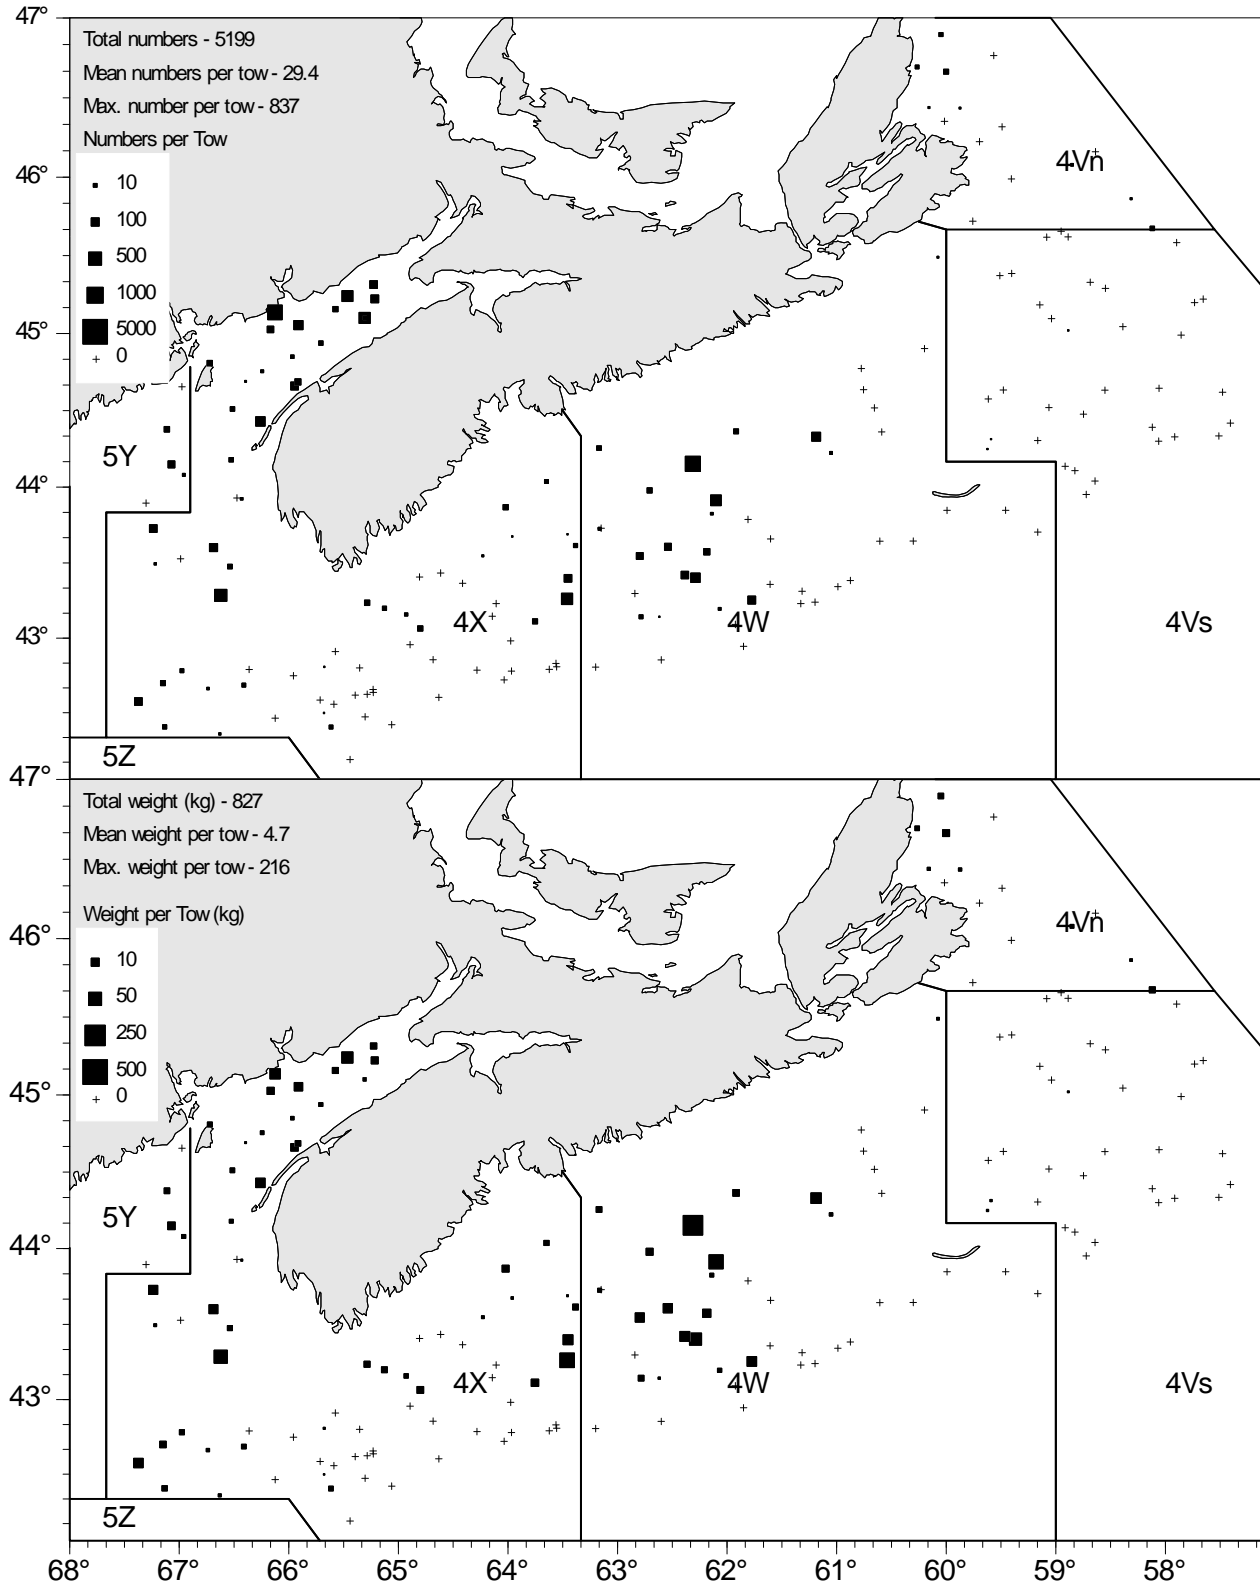 47°
Total numbers - 5199
Mean numbers per tow - 29.4
Max. number per tow - 837
Numbers per Tow
10
100
500
1000
5000
0
46°
45°
44°
43°
4Vn
5Y
4X
4W
4Vs
5Z
47°
Total weight (kg) - 827
Mean weight per tow - 4.7
Max. weight per tow - 216
Weight per Tow (kg)
10
50
250
500
0
46°
45°
44°
43°
4Vn
5Y
4X
4W
4Vs
5Z
68° 67° 66° 65° 64° 63° 62° 61° 60° 59° 58°